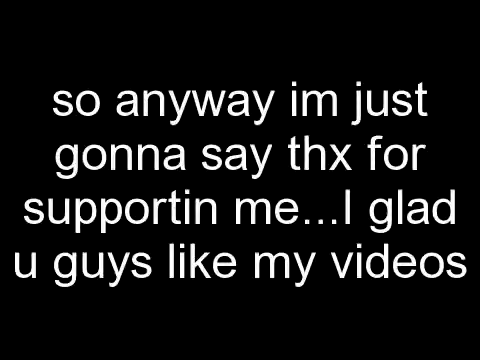 so anyway im just
gonna say thx for
supportin me...I glad
u guys like my videos